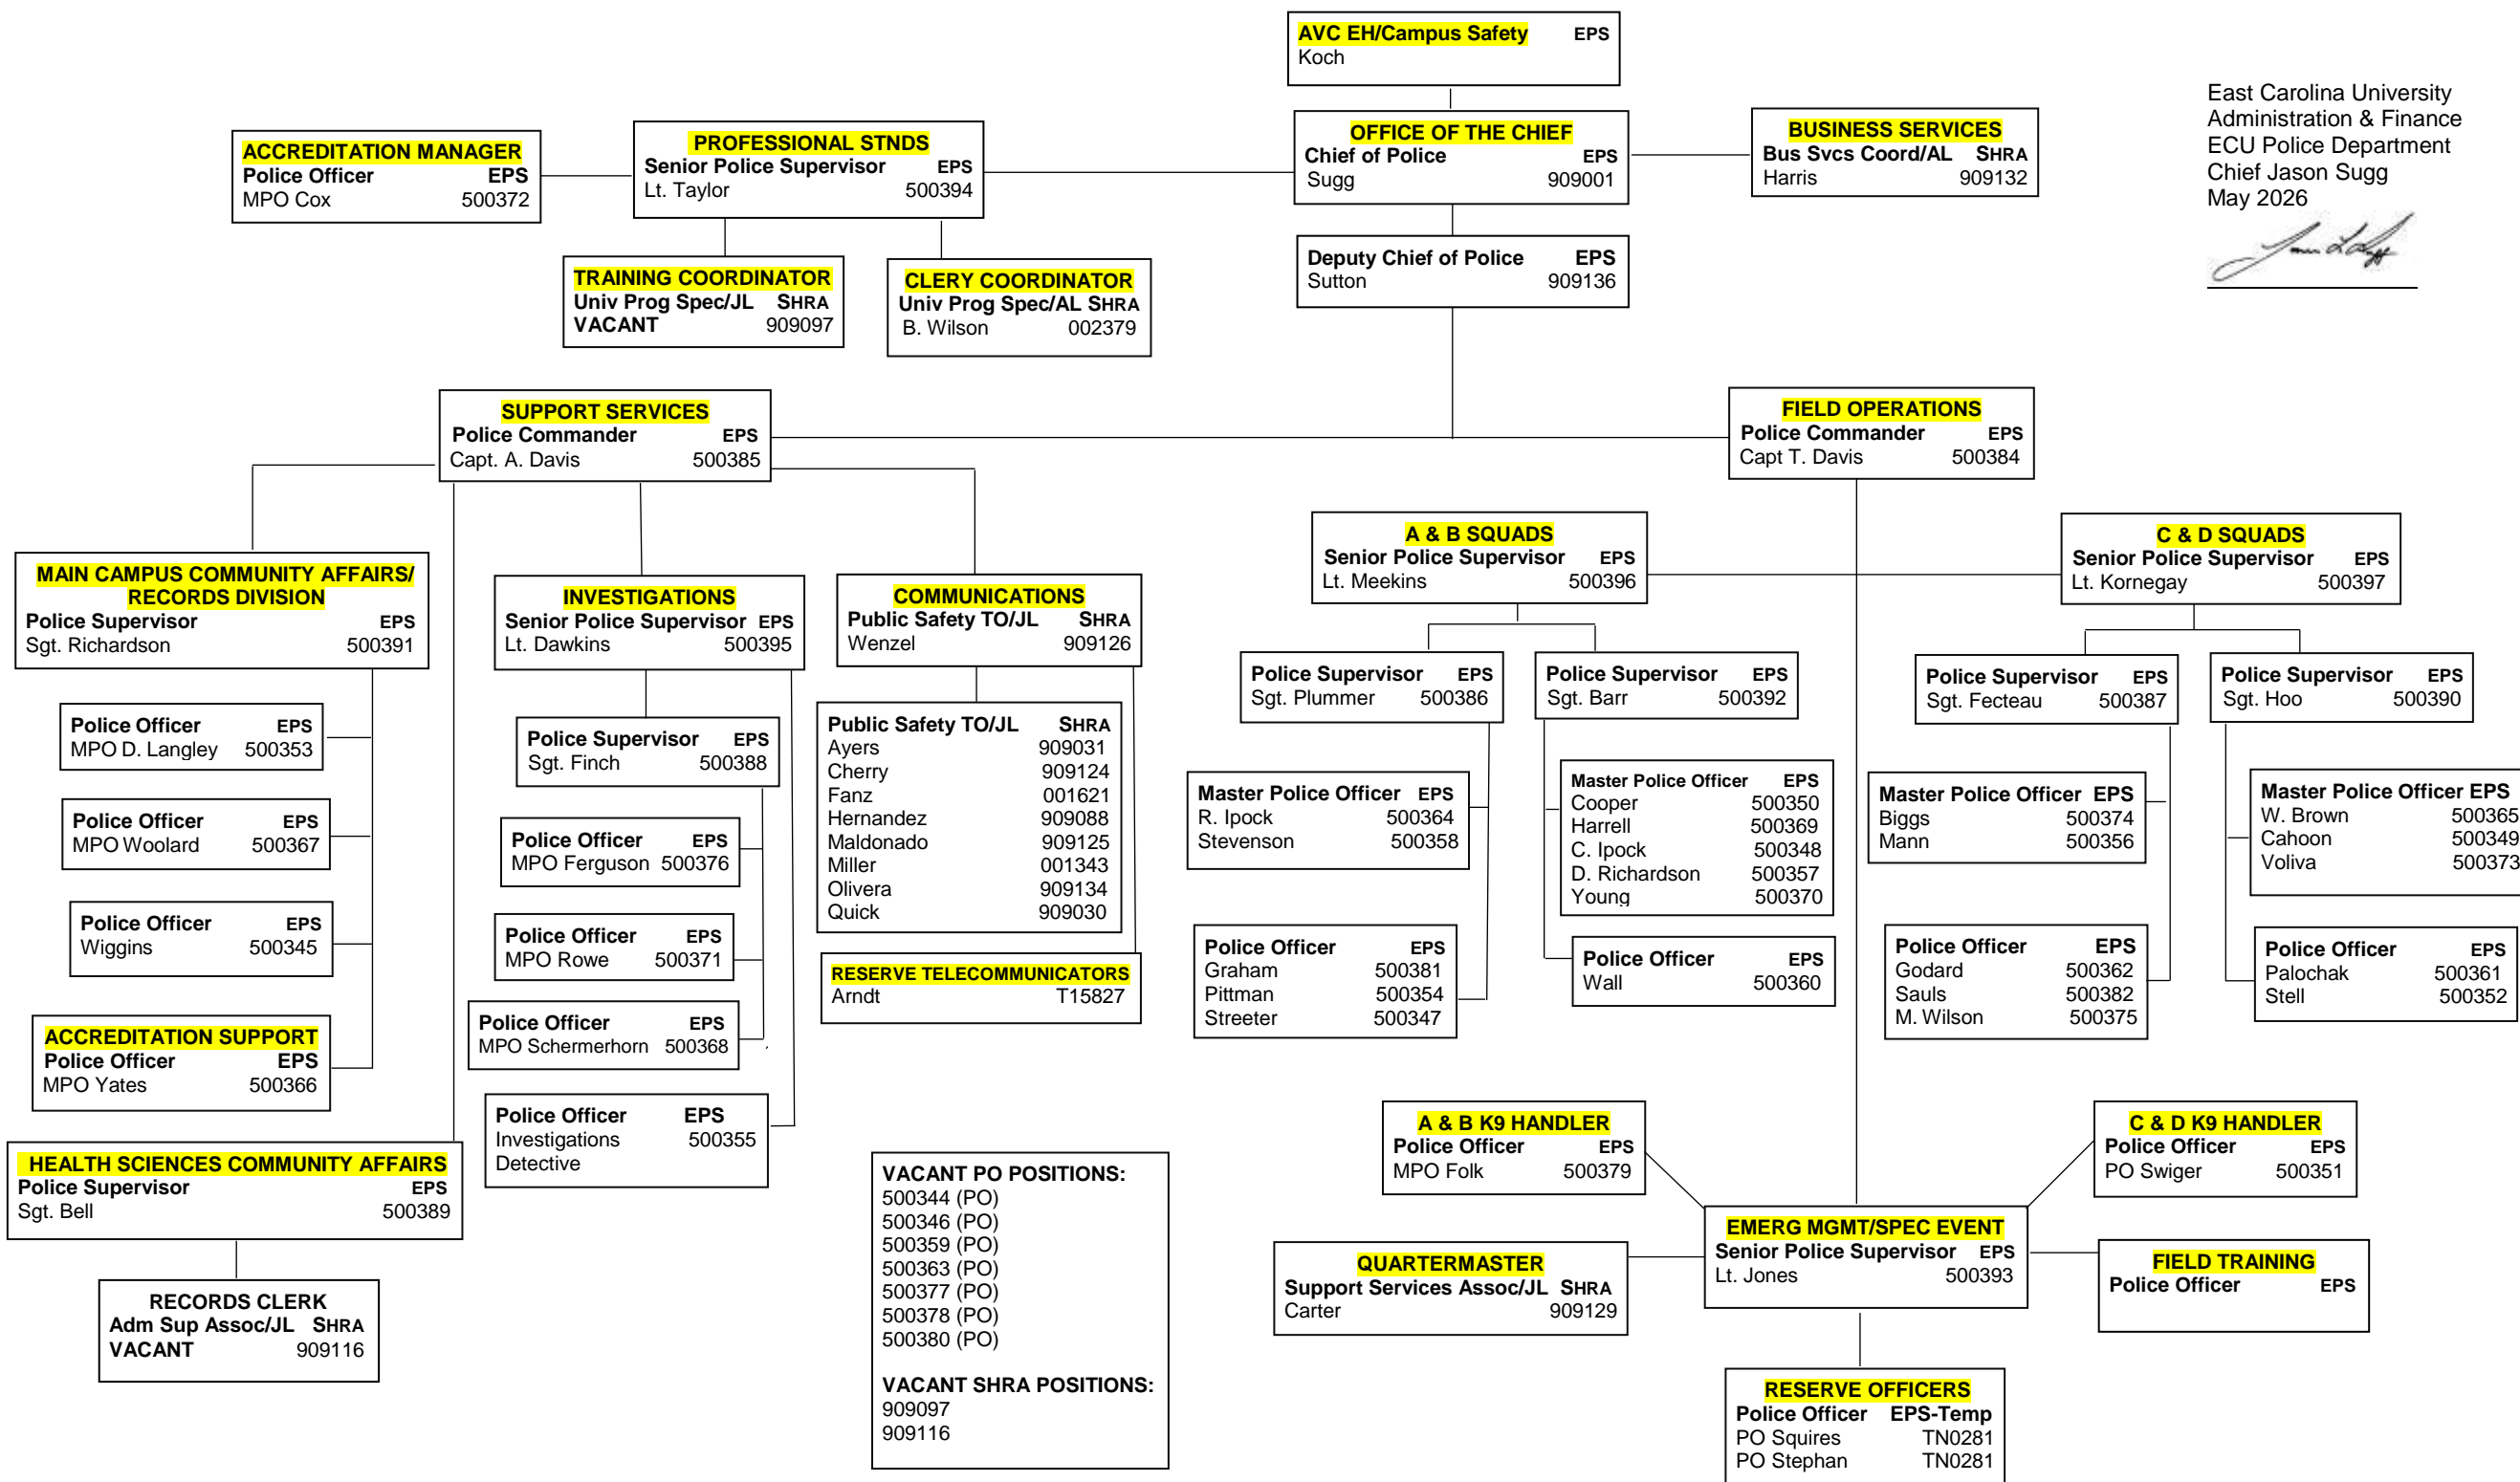 AVC EH/Campus Safety EPS
Koch
East Carolina University
Administration & Finance
ECU Police Department
Chief Jason Sugg
May 2026
ACCREDITATION MANAGER
Police Officer EPS
MPO Cox 500372
PROFESSIONAL STNDS
Senior Police Supervisor EPS
Lt. Taylor 500394
OFFICE OF THE CHIEF
Chief of Police EPS
Sugg 909001
BUSINESS SERVICES
Bus Svcs Coord/AL SHRA
Harris 909132
TRAINING COORDINATOR
Univ Prog Spec/JL SHRA
VACANT 909097
CLERY COORDINATOR
Univ Prog Spec/AL SHRA
B. Wilson 002379
Deputy Chief of Police EPS
Sutton 909136
SUPPORT SERVICES
Police Commander EPS
Capt. A. Davis 500385
FIELD OPERATIONS
Police Commander EPS
Capt T. Davis 500384
MAIN CAMPUS COMMUNITY AFFAIRS/
RECORDS DIVISION
Police Supervisor EPS
Sgt. Richardson 500391
Police Officer EPS
MPO D. Langley 500353
Police Officer EPS
MPO Woolard 500367
Police Officer EPS
Wiggins 500345
ACCREDITATION SUPPORT
Police Officer EPS
MPO Yates 500366
HEALTH SCIENCES COMMUNITY AFFAIRS
Police Supervisor EPS
Sgt. Bell 500389
RECORDS CLERK
Adm Sup Assoc/JL SHRA
VACANT 909116
INVESTIGATIONS
Senior Police Supervisor EPS
Lt. Dawkins 500395
Police Supervisor EPS
Sgt. Finch 500388
Police Officer EPS
MPO Ferguson 500376
Police Officer EPS
MPO Rowe 500371
Police Officer EPS
MPO Schermerhorn 500368
Police Officer EPS
Investigations 500355
Detective
COMMUNICATIONS
Public Safety TO/JL SHRA
Wenzel 909126
Public Safety TO/JL SHRA
Ayers 909031
Cherry 909124
Fanz 001621
Hernandez 909088
Maldonado 909125
Miller 001343
Olivera 909134
Quick 909030
RESERVE TELECOMMUNICATORS
Arndt T15827
VACANT PO POSITIONS:
500344 (PO)
500346 (PO)
500359 (PO)
500363 (PO)
500377 (PO)
500378 (PO)
500380 (PO)
VACANT SHRA POSITIONS:
909097
909116
A & B SQUADS
Senior Police Supervisor EPS
Lt. Meekins 500396
Police Supervisor EPS
Sgt. Plummer 500386
Master Police Officer EPS
R. Ipock 500364
Stevenson 500358
Police Officer EPS
Graham 500381
Pittman 500354
Streeter 500347
Police Supervisor EPS
Sgt. Barr 500392
Master Police Officer EPS
Cooper 500350
Harrell 500369
C. Ipock 500348
D. Richardson 500357
Young 500370
Police Officer EPS
Wall 500360
C & D SQUADS
Senior Police Supervisor EPS
Lt. Kornegay 500397
Police Supervisor EPS
Sgt. Fecteau 500387
Master Police Officer EPS
Biggs 500374
Mann 500356
Police Officer EPS
Godard 500362
Sauls 500382
M. Wilson 500375
Police Supervisor EPS
Sgt. Hoo 500390
Master Police Officer EPS
W. Brown 500365
Cahoon 500349
Voliva 500373
Police Officer EPS
Palochak 500361
Stell 500352
A & B K9 HANDLER
Police Officer EPS
MPO Folk 500379
C & D K9 HANDLER
Police Officer EPS
PO Swiger 500351
QUARTERMASTER
Support Services Assoc/JL SHRA
Carter 909129
EMERG MGMT/SPEC EVENT
Senior Police Supervisor EPS
Lt. Jones 500393
FIELD TRAINING
Police Officer EPS
RESERVE OFFICERS
Police Officer EPS-Temp
PO Squires TN0281
PO Stephan TN0281